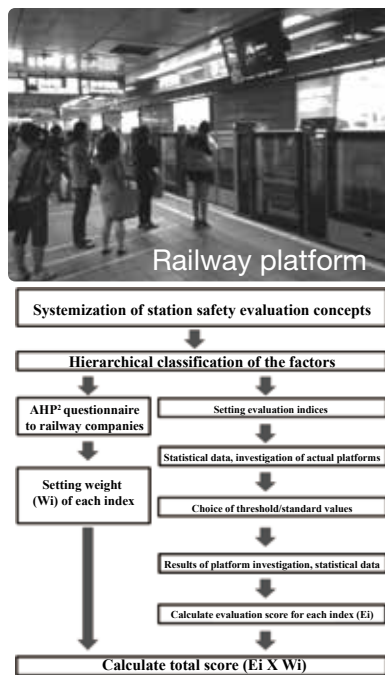 Railway platform
Systemization of station safety evaluation concepts
Hierarchical classification of the factors
AHP² questionnaire
to railway companies
Setting weight
(Wi) of each index
Setting evaluation indices
Statistical data, investigation of actual platforms
Choice of threshold/standard values
Results of platform investigation, statistical data
Calculate evaluation score for each index (Ei)
Calculate total score (Ei X Wi)